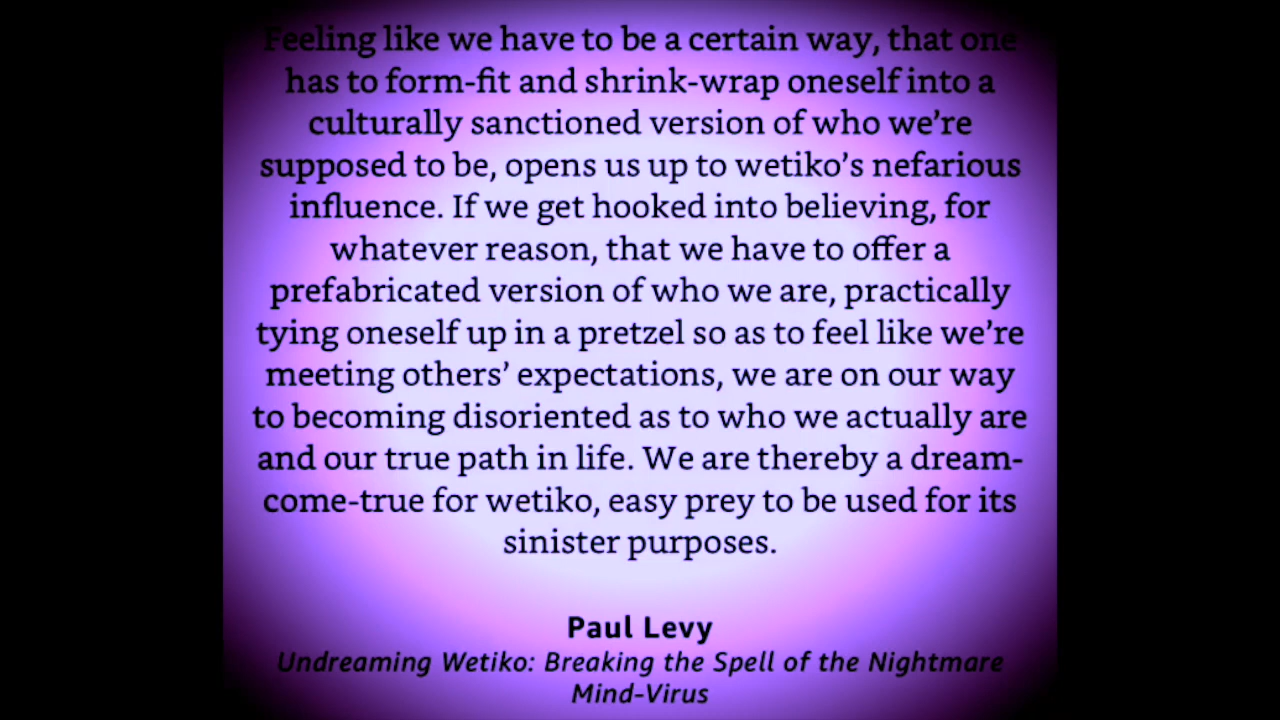 Feeling like we have to be a certain way, that one
has to form-fit and shrink-wrap oneself into a
culturally sanctioned version of who we’re
supposed to be, opens us up to wetiko’s nefarious
influence. If we get hooked into believing, for
whatever reason, that we have to offer a
prefabricated version of who we are, practically
tying oneself up in a pretzel so as to feel like we’re
meeting others’ expectations, we are on our way
to becoming disoriented as to who we actually are
and our true path in life. We are thereby a dream-
come-true for wetiko, easy prey to be used for its
sinister purposes.
Paul Levy
Undreaming Wetiko: Breaking the Spell of the Nightmare
Mind-Virus